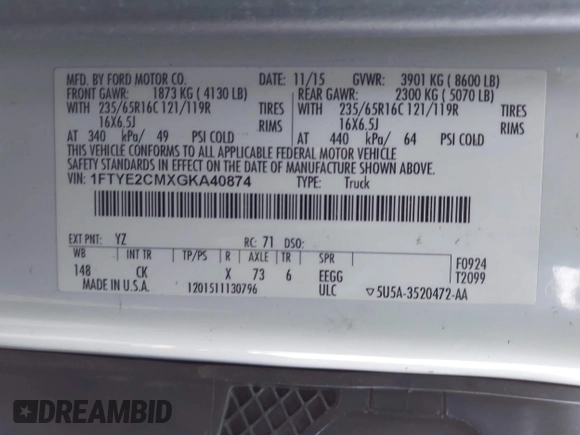 MFD. BY FORD MOTOR CO. DATE: 11/15 GVWR: 3901 KG ( 8600 LB)
FRONT GAWR: 1873 KG ( 4130 LB) REAR GAWR: 2300 KG ( 5070 LB)
WITH 235/65R16C 121/119R TIRES WITH 235/65R16C 121/119R TIRES
16X6.5J RIMS 16X6.5J RIMS
AT 340 kPa/ 49 PSI COLD AT 440 kPa/ 64 PSI COLD
THIS VEHICLE CONFORMS TO ALL APPLICABLE FEDERAL MOTOR VEHICLE
SAFETY STANDARDS IN EFFECT ON THE DATE OF MANUFACTURE SHOWN ABOVE.
VIN: 1FTYE2CMXGKA40874 TYPE: Truck
EXT PNT: YZ RC: 71 DSO:
WB INT TR TP/PS R AXLE TR SPR F0924
148 CK X 73 6 EEGG T2099
MADE IN U.S.A. 1201511130796 ULC ▽5U5A-3520472-AA
DREAMBID